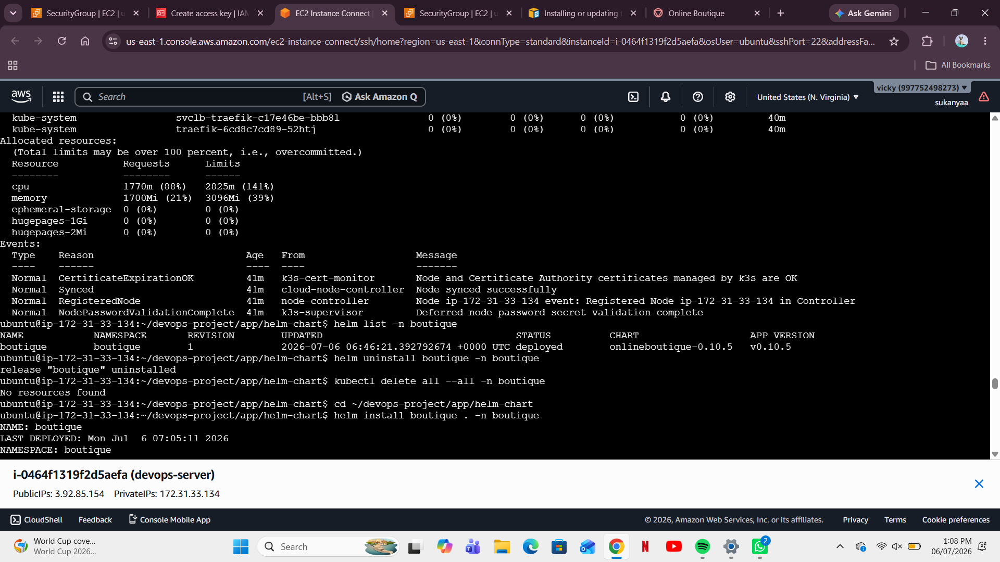 SecurityGroup | EC2 | u
Create access key | IAM
EC2 Instance Connect
SecurityGroup | EC2 | u
Installing or updating t
Online Boutique
Ask Gemini
us-east-1.console.aws.amazon.com/ec2-instance-connect/ssh/home?region=us-east-1&connType=standard&instanceId=i-0464f1319f2d5aefa&osUser=ubuntu&sshPort=22&addressFa...
All Bookmarks
aws
Search
[Alt+S]
Ask Amazon Q
United States (N. Virginia)
vicky (997752498273)
sukanyaa
kube-system svclb-traefik-c17e46be-bbb8l 0 (0%) 0 (0%) 0 (0%) 0 (0%) 40m
kube-system traefik-6cd8c7cd89-52htj 0 (0%) 0 (0%) 0 (0%) 0 (0%) 40m
Allocated resources:
(Total limits may be over 100 percent, i.e., overcommitted.)
Resource Requests Limits
-------- -------- ------
cpu 1770m (88%) 2825m (141%)
memory 1700Mi (21%) 3096Mi (39%)
ephemeral-storage 0 (0%) 0 (0%)
hugepages-1Gi 0 (0%) 0 (0%)
hugepages-2Mi 0 (0%) 0 (0%)
Events:
Type Reason Age From Message
---- ------ ---- ---- -------
Normal CertificateExpirationOK 41m k3s-cert-monitor Node and Certificate Authority certificates managed by k3s are OK
Normal Synced 41m cloud-node-controller Node synced successfully
Normal RegisteredNode 41m node-controller Node ip-172-31-33-134 event: Registered Node ip-172-31-33-134 in Controller
Normal NodePasswordValidationComplete 41m k3s-supervisor Deferred node password secret validation complete
ubuntu@ip-172-31-33-134:~/devops-project/app/helm-chart$ helm list -n boutique
NAME NAMESPACE REVISION UPDATED STATUS CHART APP VERSION
boutique boutique 1 2026-07-06 06:46:21.392792674 +0000 UTC deployed onlineboutique-0.10.5 v0.10.5
ubuntu@ip-172-31-33-134:~/devops-project/app/helm-chart$ helm uninstall boutique -n boutique
release "boutique" uninstalled
ubuntu@ip-172-31-33-134:~/devops-project/app/helm-chart$ kubectl delete all --all -n boutique
No resources found
ubuntu@ip-172-31-33-134:~/devops-project/app/helm-chart$ cd ~/devops-project/app/helm-chart
ubuntu@ip-172-31-33-134:~/devops-project/app/helm-chart$ helm install boutique . -n boutique
NAME: boutique
LAST DEPLOYED: Mon Jul  6 07:05:11 2026
NAMESPACE: boutique
i-0464f1319f2d5aefa (devops-server)
PublicIPs: 3.92.85.154 PrivateIPs: 172.31.33.134
CloudShell
Feedback
Console Mobile App
© 2026, Amazon Web Services, Inc. or its affiliates.
Privacy
Terms
Cookie preferences
World Cup cove...
World Cup 2026...
Search
2
1:08 PM
06/07/2026